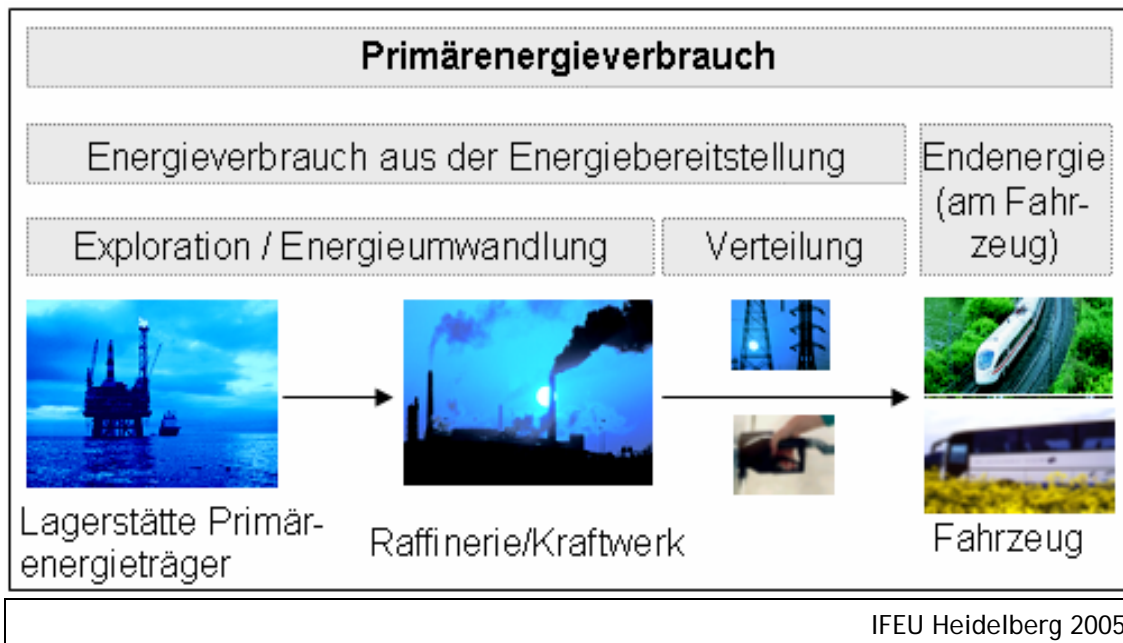 Primärenergieverbrauch
Energieverbrauch aus der Energiebereitstellung
Endenergie
(am Fahr-
zeug)
Exploration / Energieumwandlung
Verteilung
Lagerstätte Primär-
energieträger
Raffinerie/Kraftwerk
Fahrzeug
IFEU Heidelberg 2005